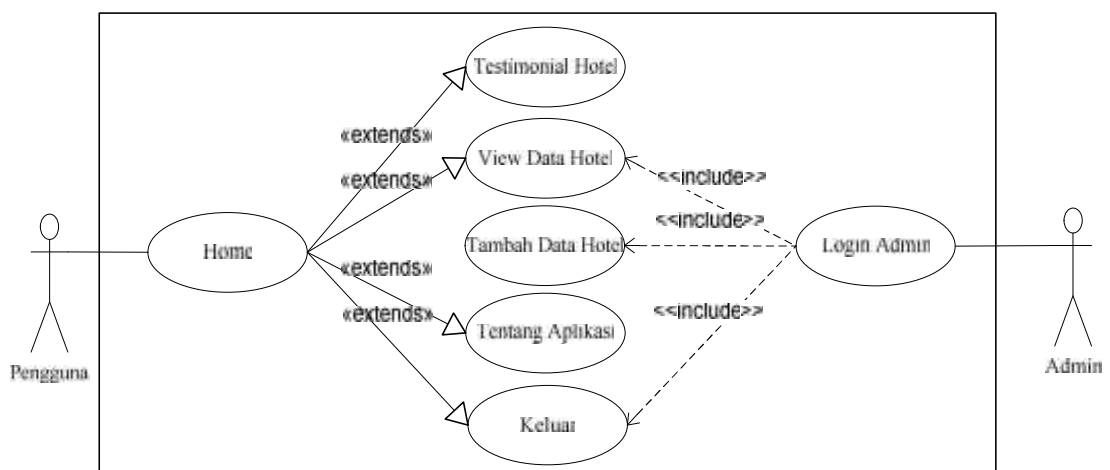 Testimonial Hotel
«extends»
View Data Hotel
«extends»
<<include>>
<<include>>
Home
Tambah Data Hotel
Login Admin
«extends»
«extends»
<<include>>
Tentang Aplikasi
Pengguna
Admin
Keluar